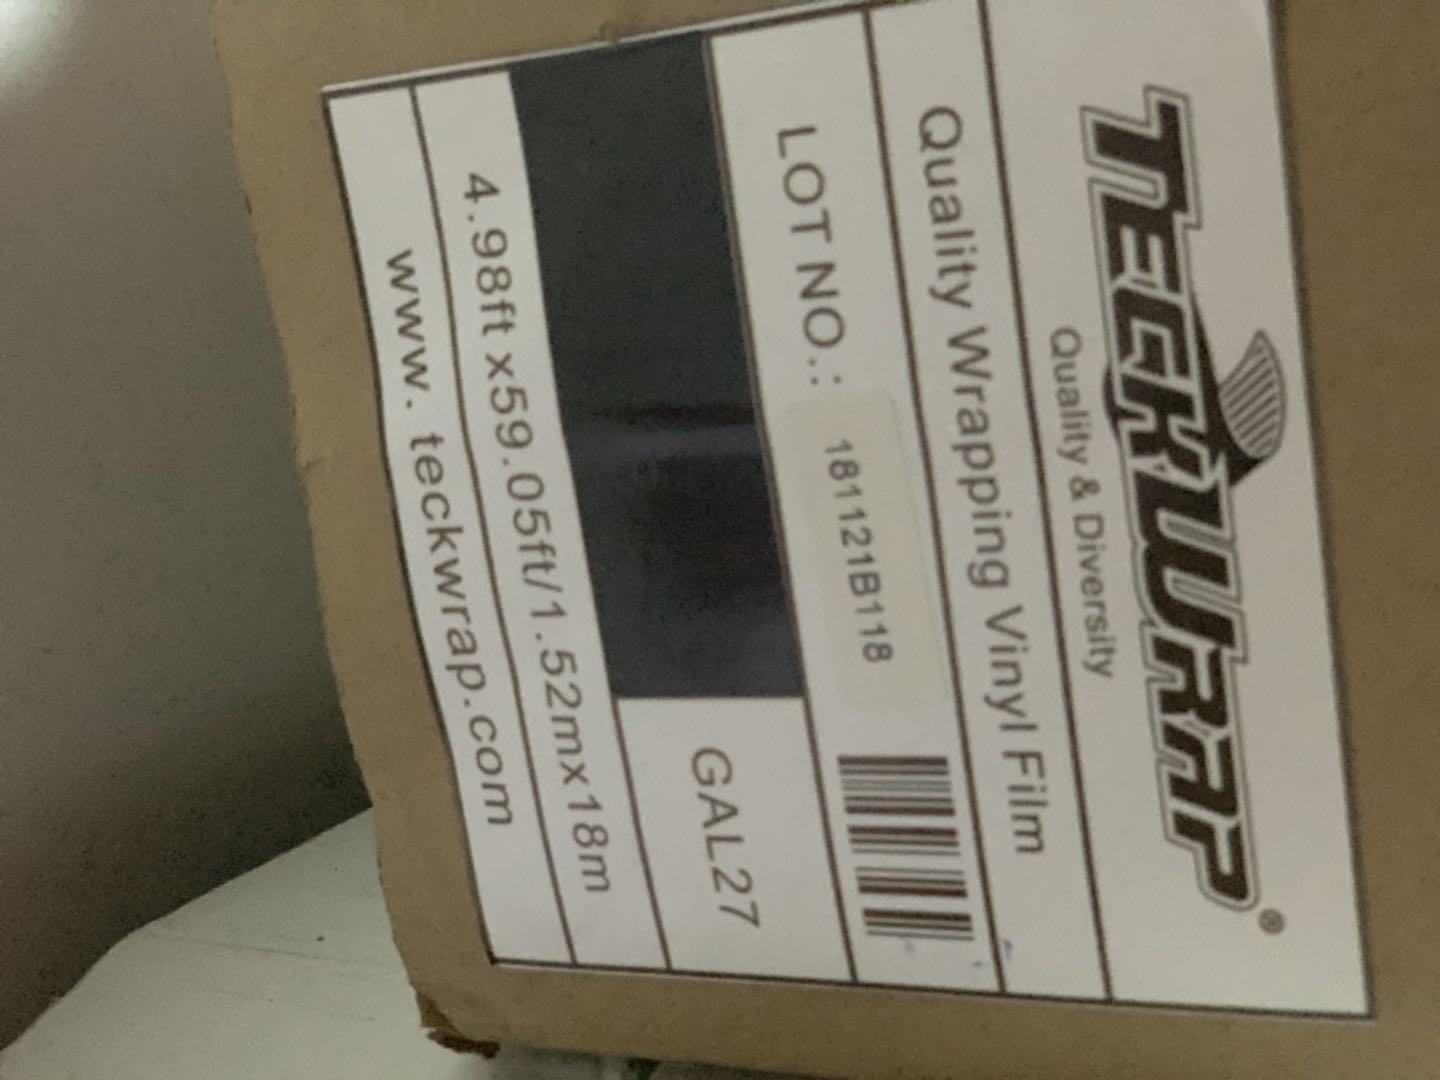 TECKWRAP®
Quality & Diversity
Quality Wrapping Vinyl Film
LOT NO.: 181121B118
GAL27
4.98ft x59.05ft/1.52mx18m
www. teckwrap.com